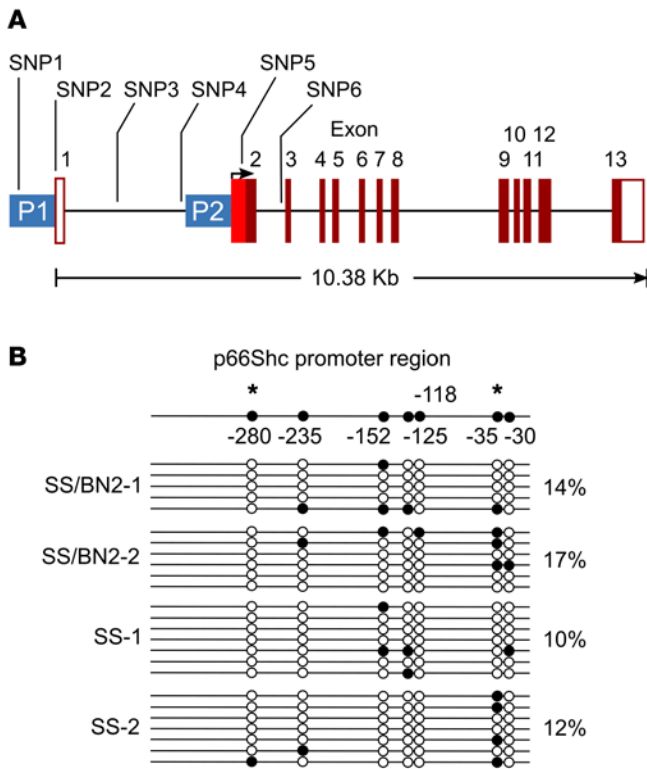 A
SNP1
SNP5
SNP2 SNP3 SNP4 SNP6
Exon
10 12
1 2 3 4 5 6 7 8 9 11 13
P1 P2
10.38 Kb
B
p66Shc promoter region
* -118 *
-280 -235 -152 -125 -35 -30
SS/BN2-1 14%
SS/BN2-2 17%
SS-1 10%
SS-2 12%